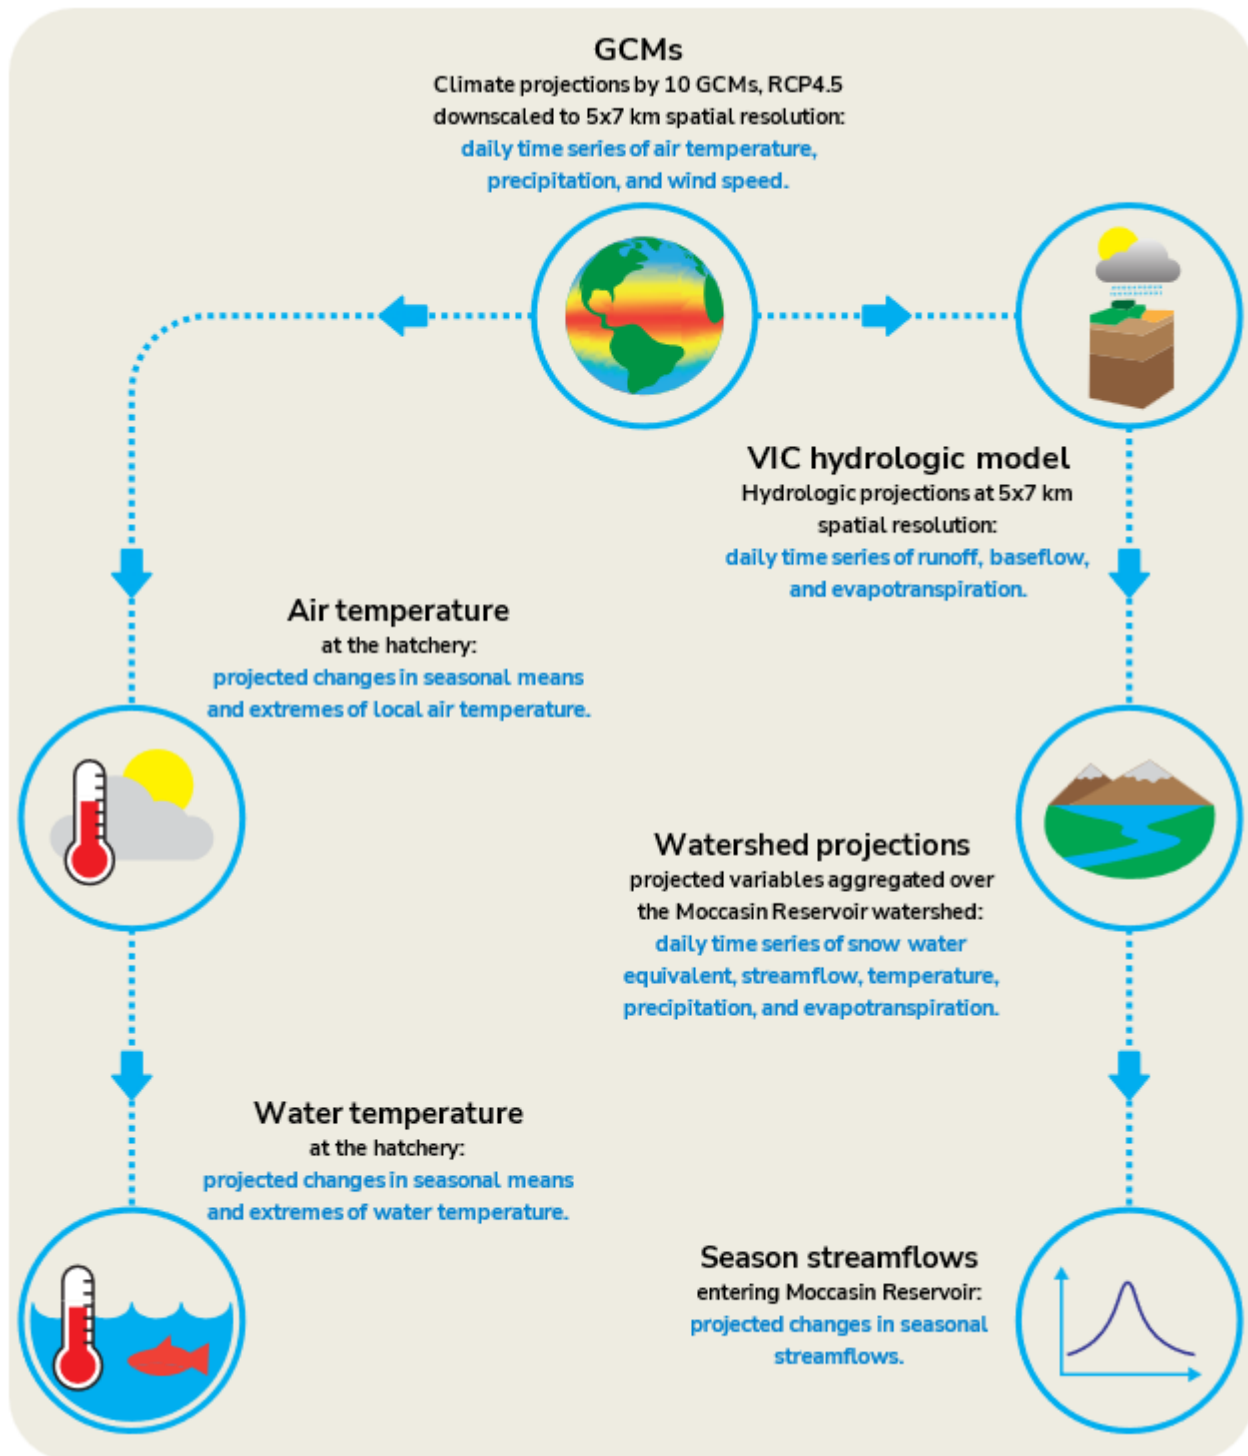 GCMs
Climate projections by 10 GCMs, RCP4.5
downscaled to 5x7 km spatial resolution:
daily time series of air temperature,
precipitation, and wind speed.
VIC hydrologic model
Hydrologic projections at 5x7 km
spatial resolution:
daily time series of runoff, baseflow,
and evapotranspiration.
Air temperature
at the hatchery:
projected changes in seasonal means
and extremes of local air temperature.
Watershed projections
projected variables aggregated over
the Moccasin Reservoir watershed:
daily time series of snow water
equivalent, streamflow, temperature,
precipitation, and evapotranspiration.
Water temperature
at the hatchery:
projected changes in seasonal means
and extremes of water temperature.
Season streamflows
entering Moccasin Reservoir:
projected changes in seasonal
streamflows.